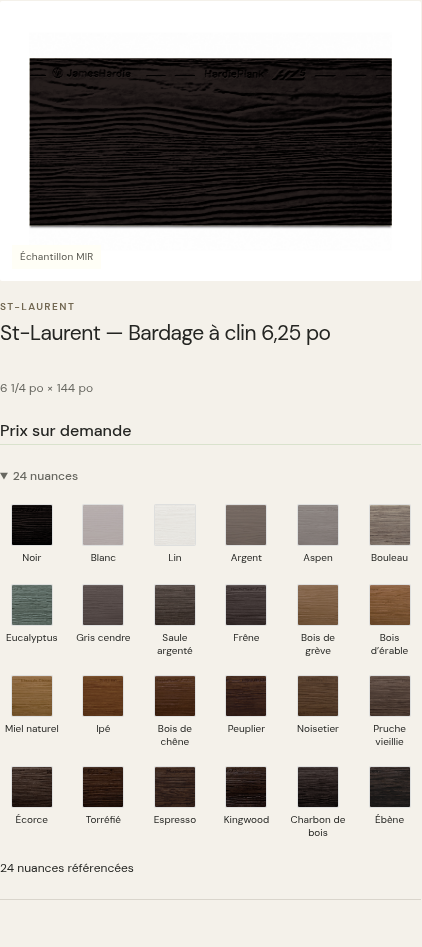 JamesHardie HardiePlank HZ5
Échantillon MIR
ST-LAURENT
St-Laurent — Bardage à clin 6,25 po
6 1/4 po × 144 po
Prix sur demande
▼ 24 nuances
Noir Blanc Lin Argent Aspen Bouleau
Eucalyptus Gris cendre Saule argenté Frêne Bois de grève Bois d’érable
Miel naturel Ipé Bois de chêne Peuplier Noisetier Pruche vieillie
Écorce Torréfié Espresso Kingwood Charbon de bois Ébène
24 nuances référencées